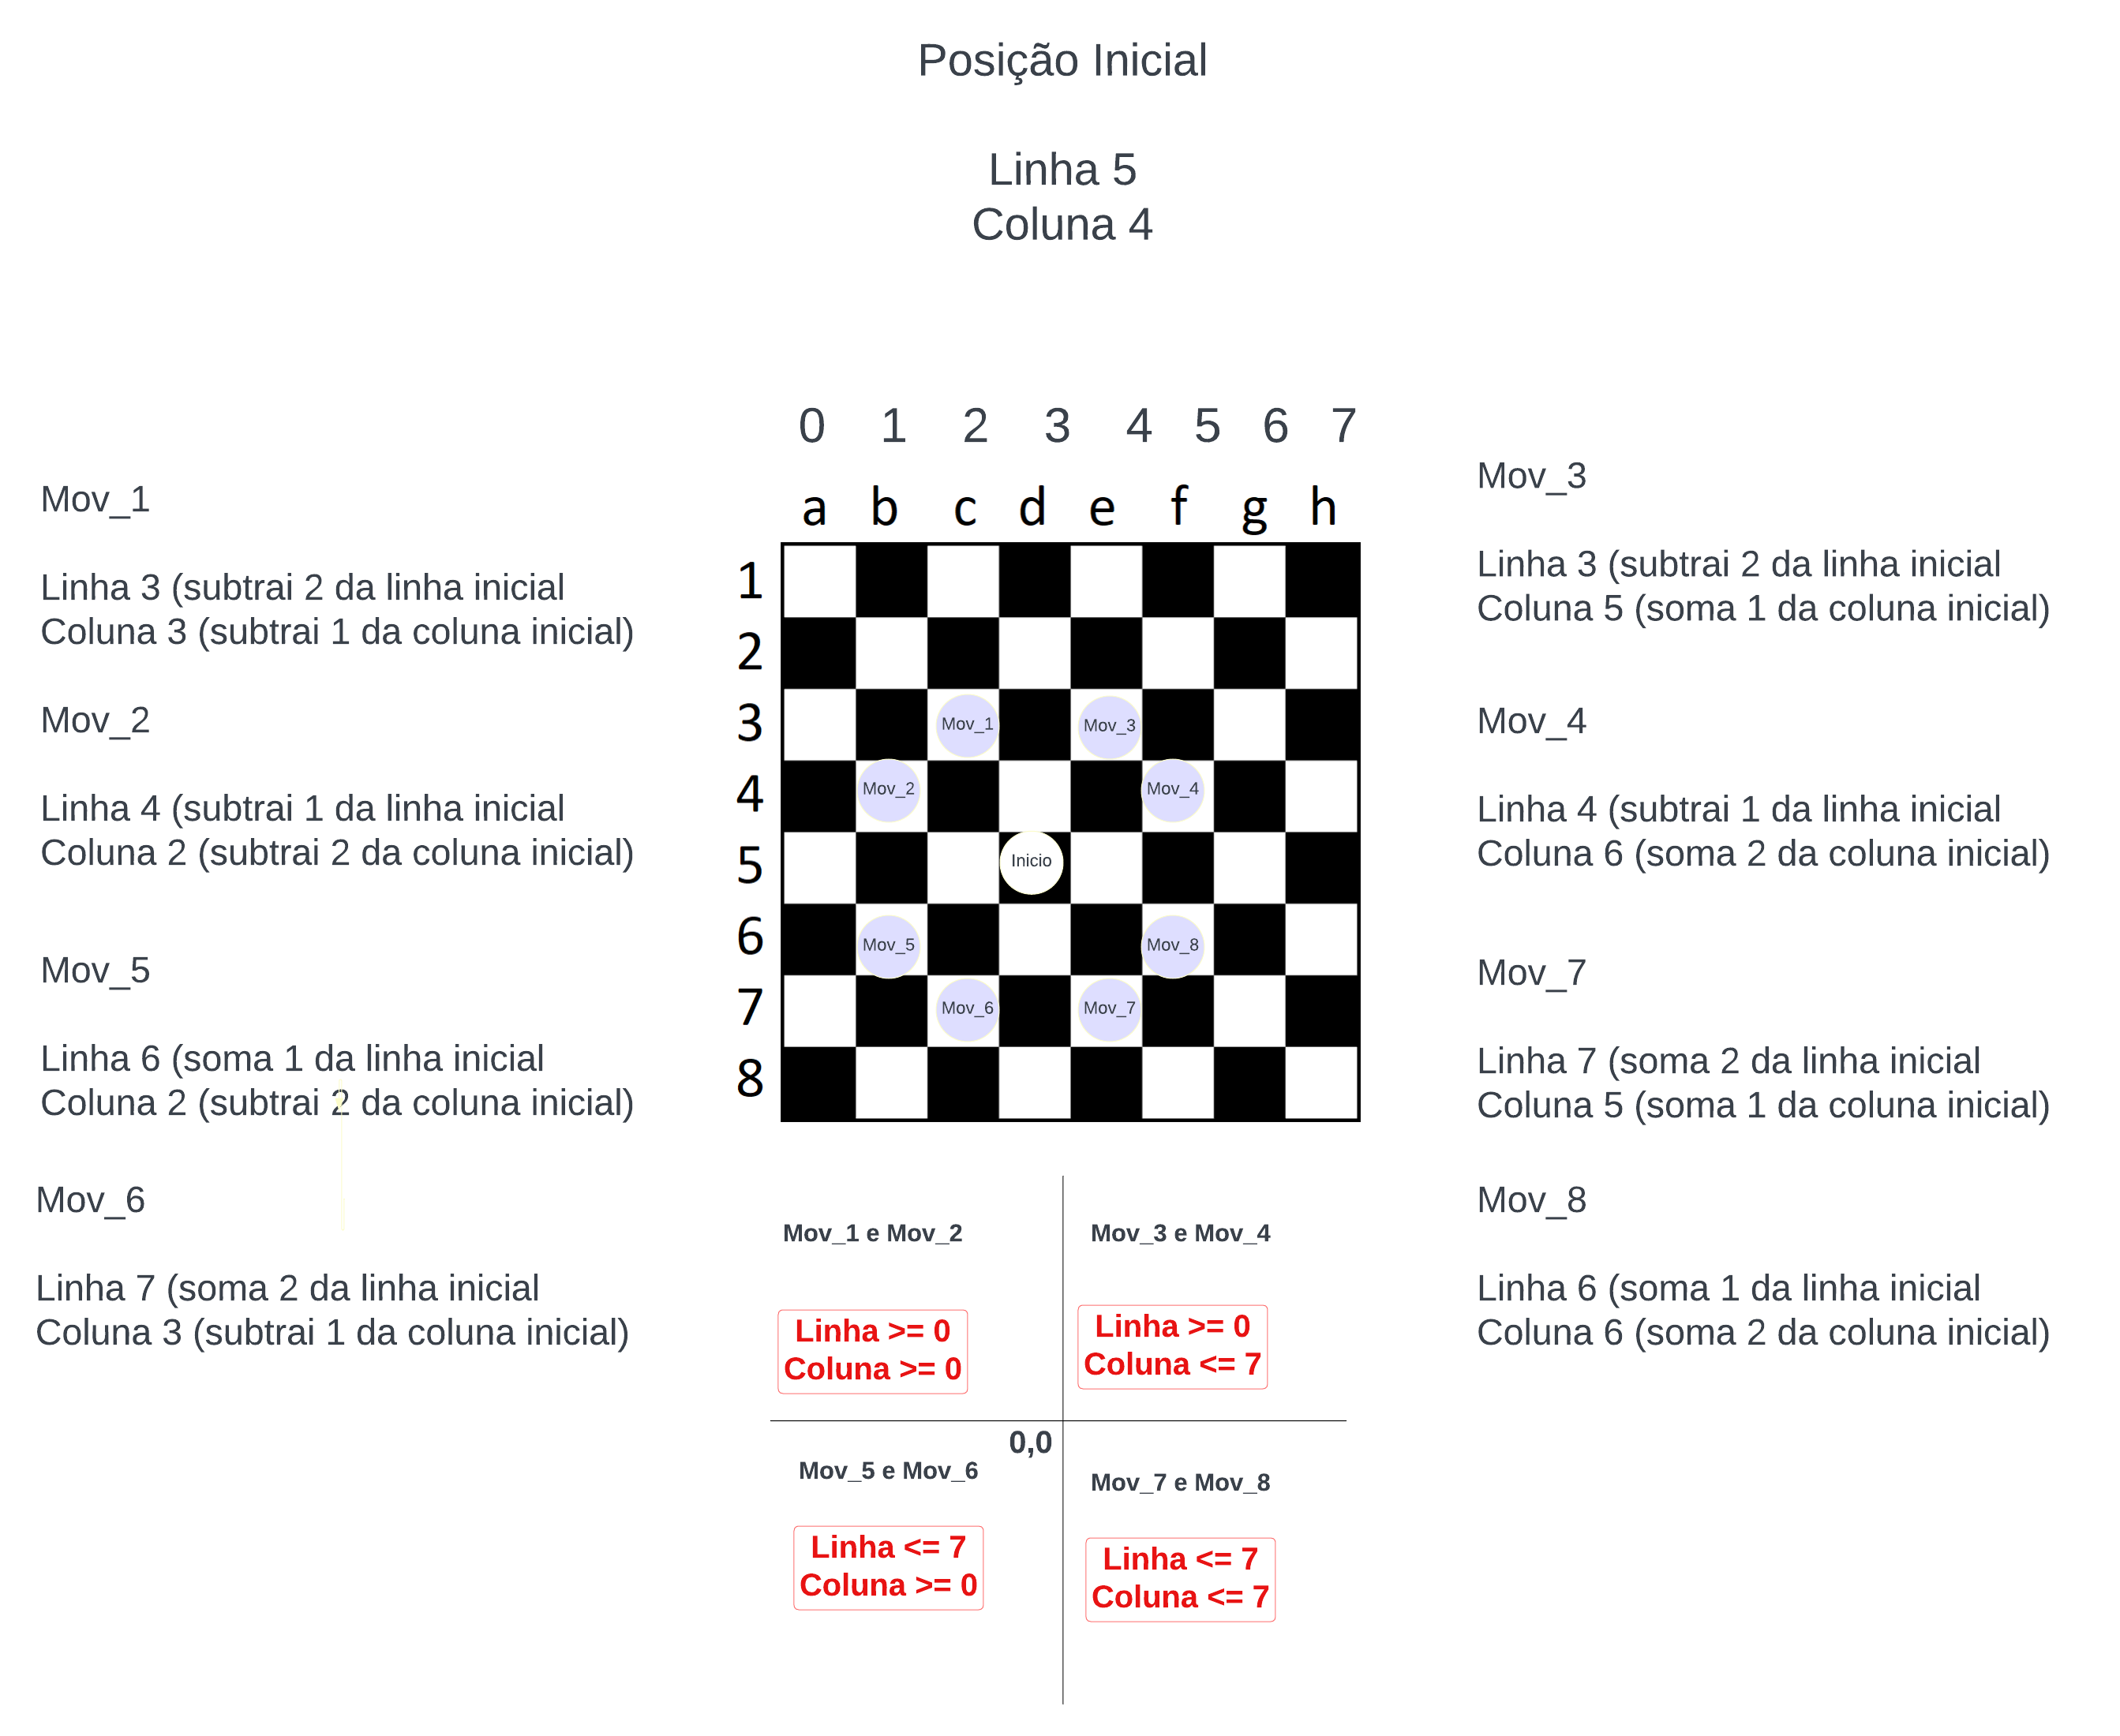 Posição Inicial
Linha 5
Coluna 4
0 1 2 3 4 5 6 7
a b c d e f g h
1
2
3
4
5
6
7
8
Mov_1
Mov_3
Mov_2
Mov_4
Inicio
Mov_5
Mov_8
Mov_6
Mov_7
Mov_1
Linha 3 (subtrai 2 da linha inicial
Coluna 3 (subtrai 1 da coluna inicial)
Mov_2
Linha 4 (subtrai 1 da linha inicial
Coluna 2 (subtrai 2 da coluna inicial)
Mov_5
Linha 6 (soma 1 da linha inicial
Coluna 2 (subtrai 2 da coluna inicial)
Mov_6
Linha 7 (soma 2 da linha inicial
Coluna 3 (subtrai 1 da coluna inicial)
Mov_3
Linha 3 (subtrai 2 da linha inicial
Coluna 5 (soma 1 da coluna inicial)
Mov_4
Linha 4 (subtrai 1 da linha inicial
Coluna 6 (soma 2 da coluna inicial)
Mov_7
Linha 7 (soma 2 da linha inicial
Coluna 5 (soma 1 da coluna inicial)
Mov_8
Linha 6 (soma 1 da linha inicial
Coluna 6 (soma 2 da coluna inicial)
Mov_1 e Mov_2
Linha >= 0
Coluna >= 0
Mov_3 e Mov_4
Linha >= 0
Coluna <= 7
0,0
Mov_5 e Mov_6
Linha <= 7
Coluna >= 0
Mov_7 e Mov_8
Linha <= 7
Coluna <= 7